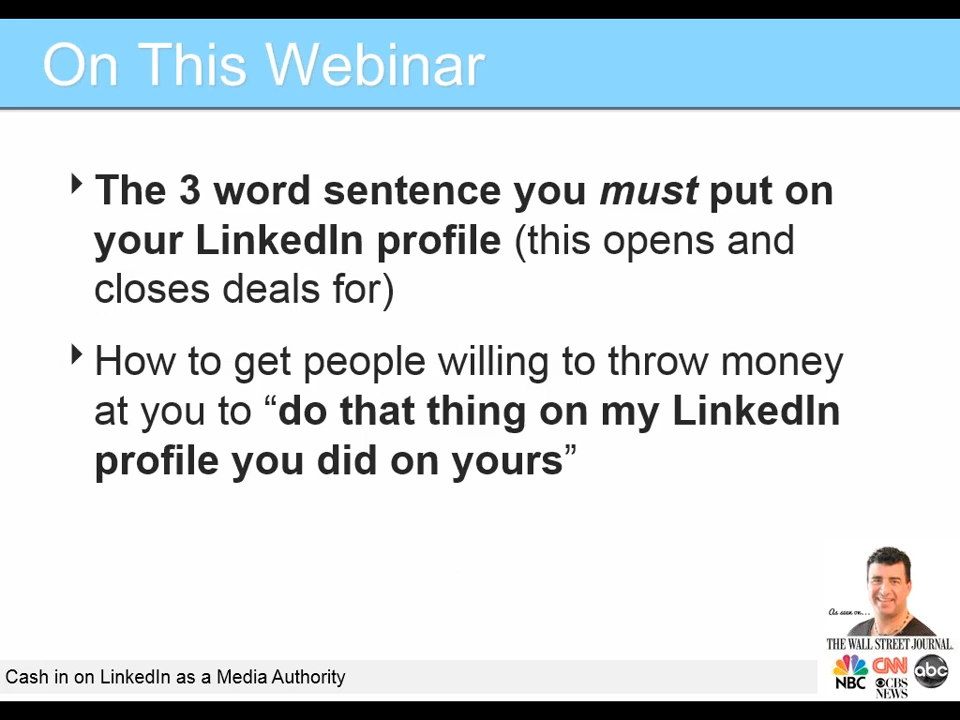 On This Webinar
The 3 word sentence you must put on
your LinkedIn profile (this opens and
closes deals for)
How to get people willing to throw money
at you to “do that thing on my LinkedIn
profile you did on yours”
As seen on...
THE WALL STREET JOURNAL.
NBC CNN CBS NEWS abc
Cash in on LinkedIn as a Media Authority